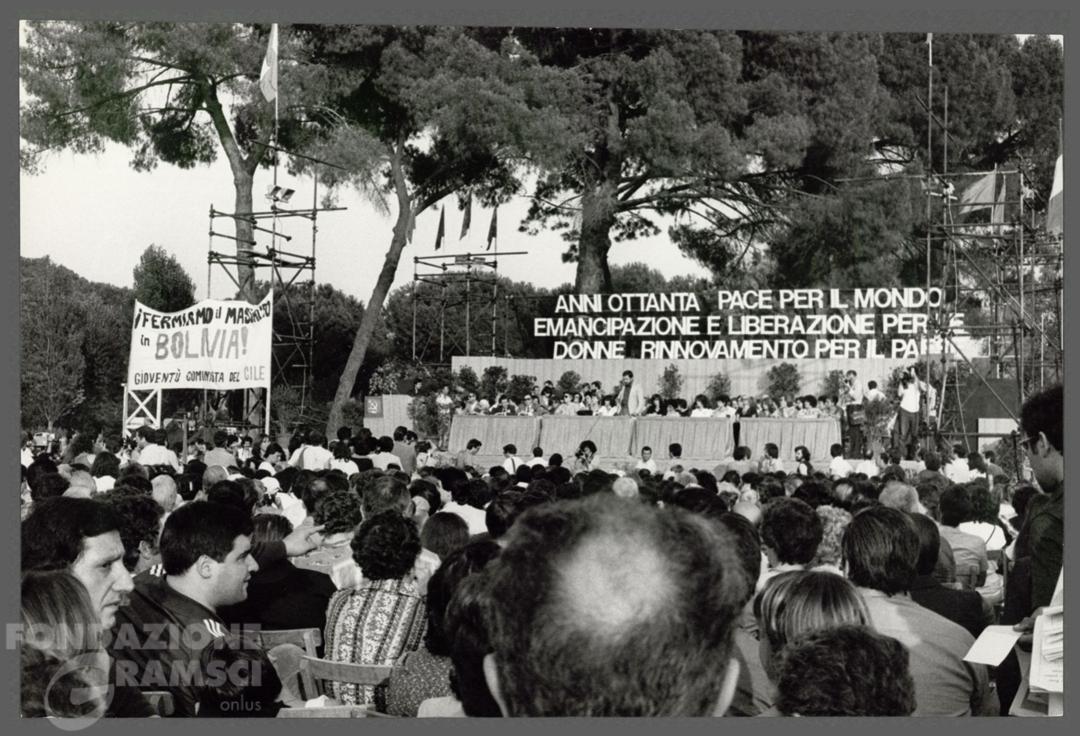 ¡FERMIAMO il MASSACRO
in BOLIVIA!
GIOVENTÙ COMUNISTA DEL CILE
ANNI OTTANTA PACE PER IL MONDO
EMANCIPAZIONE E LIBERAZIONE PER LE
DONNE RINNOVAMENTO PER IL PAESE
FONDAZIONE
GRAMSCI
onlus